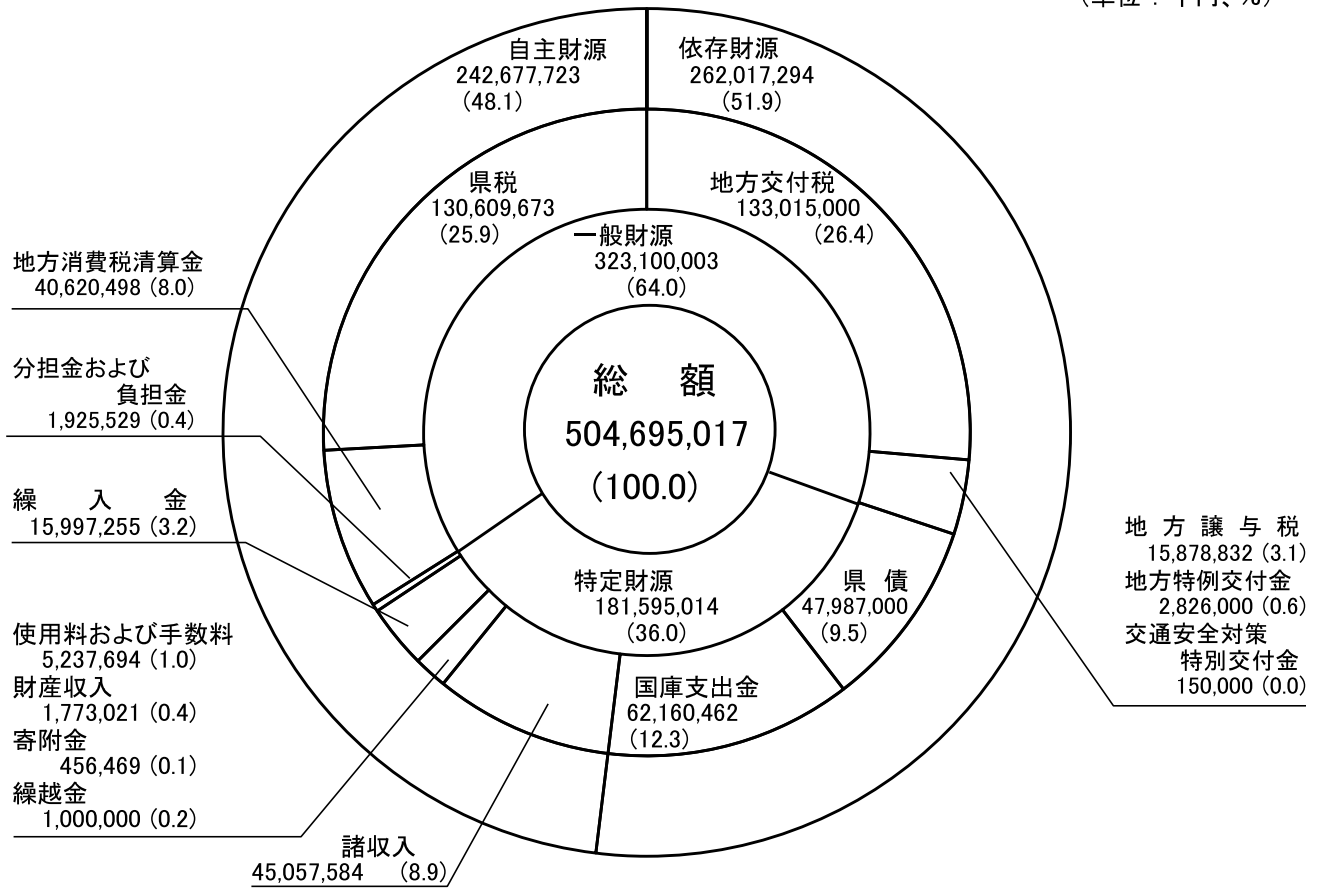 (単位：千円、%)
自主財源
242,677,723
(48.1)
依存財源
262,017,294
(51.9)
県税
130,609,673
(25.9)
地方交付税
133,015,000
(26.4)
一般財源
323,100,003
(64.0)
地方消費税清算金
40,620,498 (8.0)
分担金および
負担金
1,925,529 (0.4)
総　額
504,695,017
(100.0)
繰　入　金
15,997,255 (3.2)
地 方 譲 与 税
15,878,832 (3.1)
地方特例交付金
2,826,000 (0.6)
交通安全対策
特別交付金
150,000 (0.0)
特定財源
181,595,014
(36.0)
県 債
47,987,000
(9.5)
使用料および手数料
5,237,694 (1.0)
財産収入
1,773,021 (0.4)
寄附金
456,469 (0.1)
繰越金
1,000,000 (0.2)
国庫支出金
62,160,462
(12.3)
諸収入
45,057,584 (8.9)